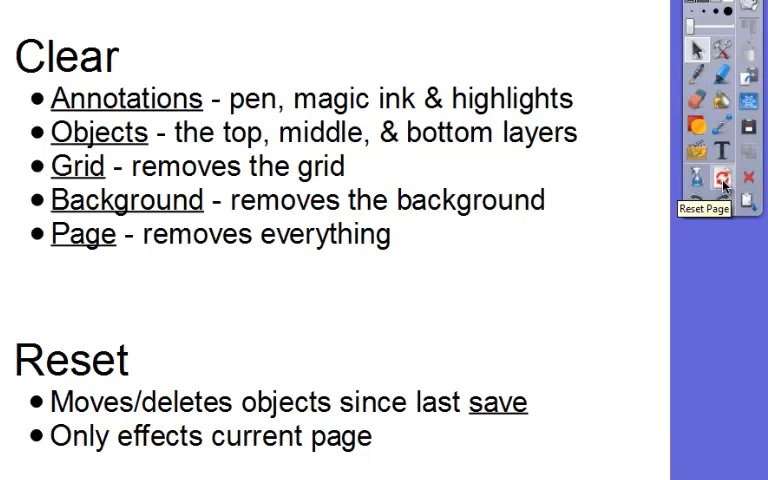 Clear
• Annotations - pen, magic ink & highlights
• Objects - the top, middle, & bottom layers
• Grid - removes the grid
• Background - removes the background
• Page - removes everything
T
Reset Page
Reset
• Moves/deletes objects since last save
• Only effects current page